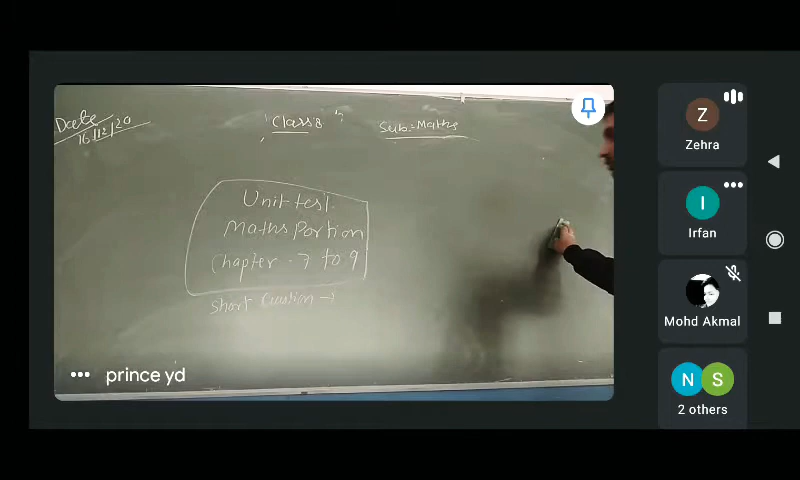 Date
16/12/20
"Class 8"
Sub:-Maths
Unit test
Maths Portion
Chapter - 7 to 9
Short Question →
prince yd
Z
Zehra
I
Irfan
Mohd Akmal
N S
2 others